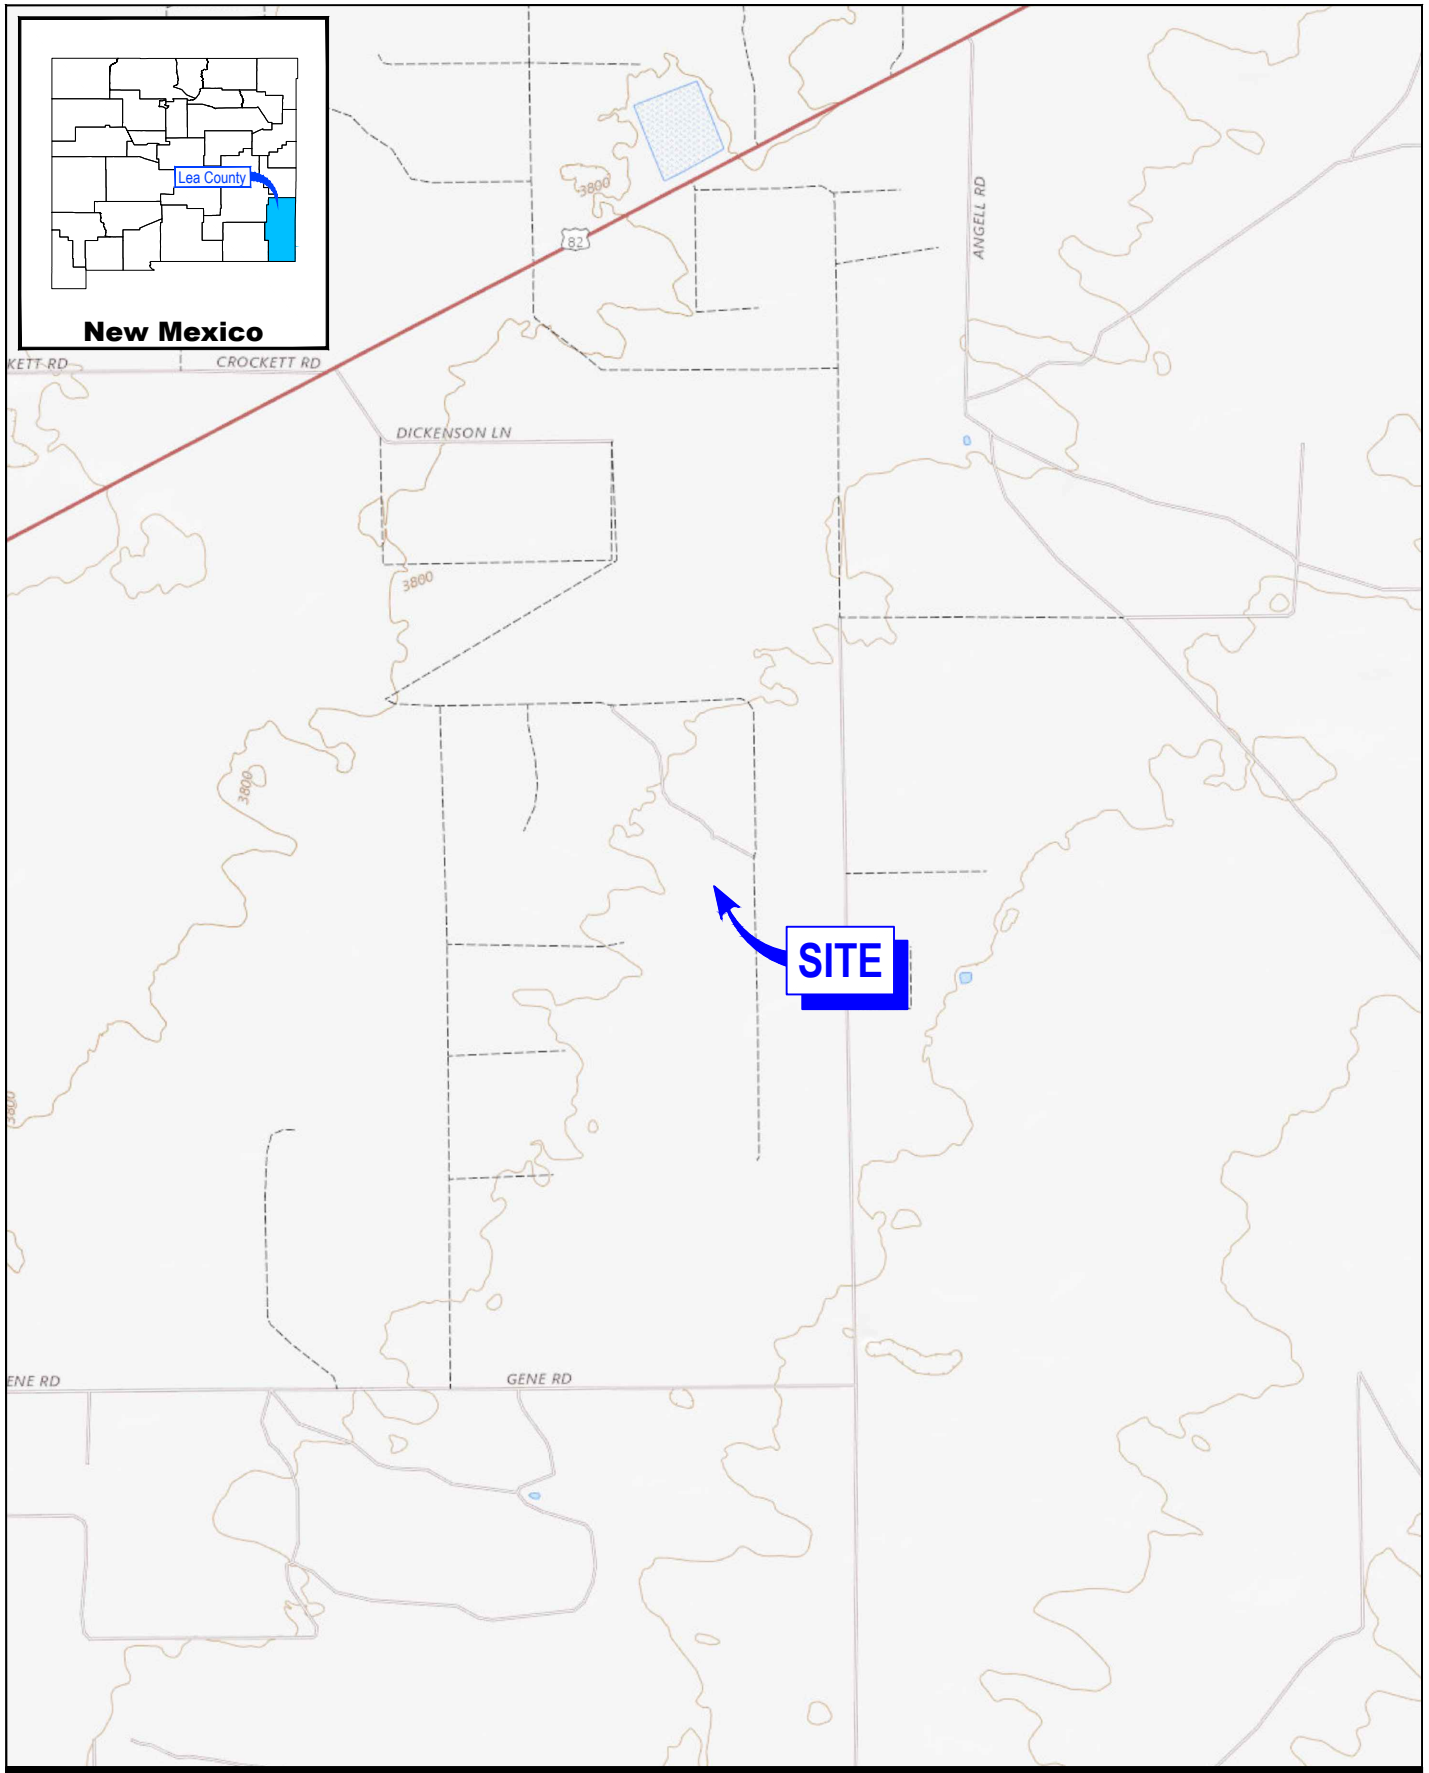 Lea County
New Mexico
3800
82
ANGELL RD
KETT RD
CROCKETT RD
DICKENSON LN
3800
3800
SITE
3800
ENE RD
GENE RD